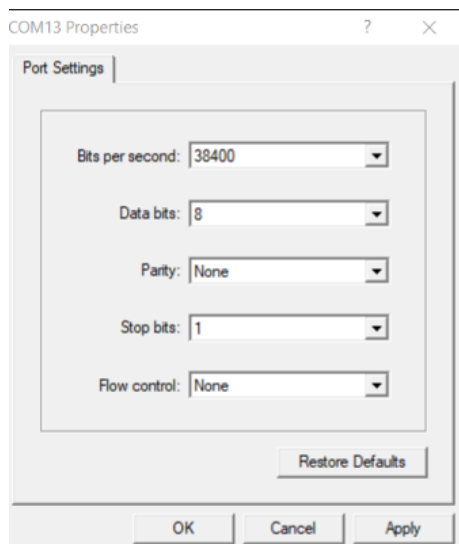 COM13 Properties ? ×
Port Settings
Bits per second: 38400
Data bits: 8
Parity: None
Stop bits: 1
Flow control: None
Restore Defaults
OK Cancel Apply